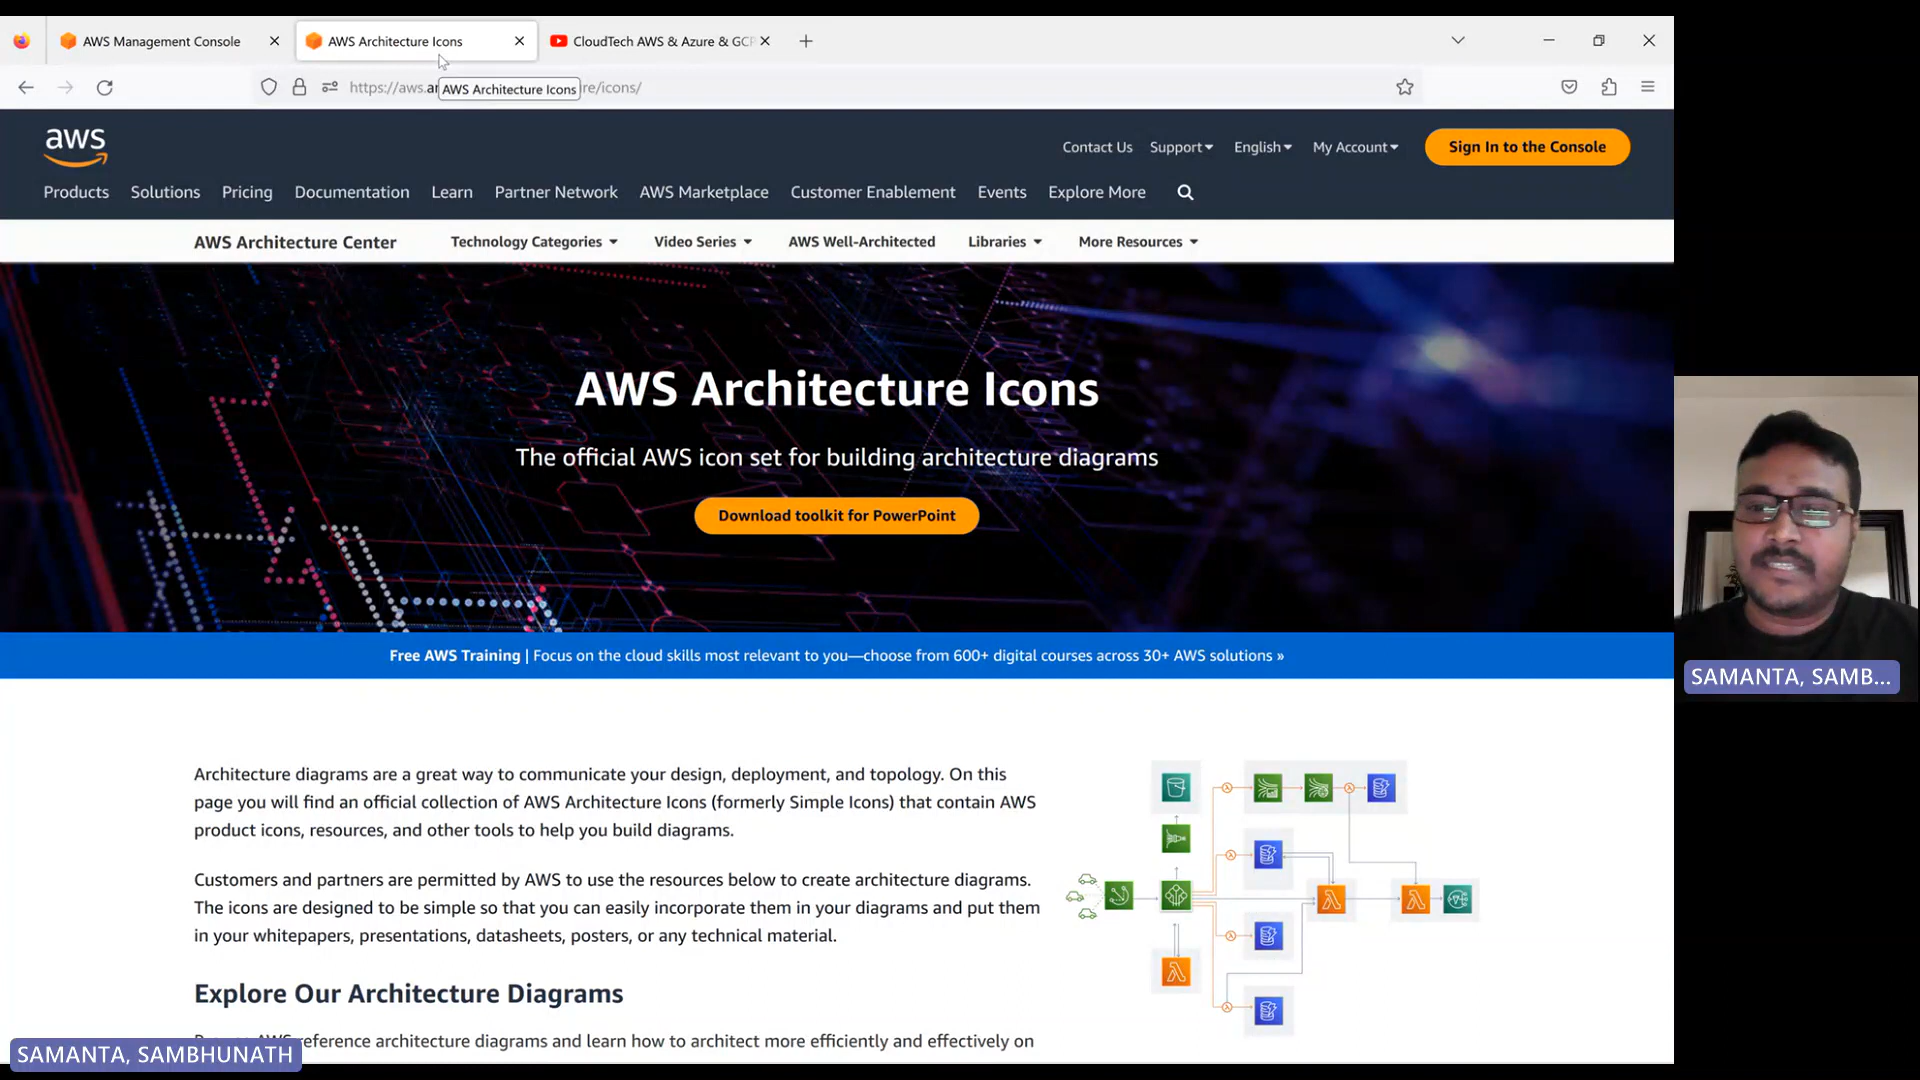 AWS Management Console
AWS Architecture Icons
CloudTech AWS & Azure & GCP
https://aws.a
AWS Architecture Icons
re/icons/
aws
Contact Us
Support
English
My Account
Sign In to the Console
Products
Solutions
Pricing
Documentation
Learn
Partner Network
AWS Marketplace
Customer Enablement
Events
Explore More
AWS Architecture Center
Technology Categories
Video Series
AWS Well-Architected
Libraries
More Resources
AWS Architecture Icons
The official AWS icon set for building architecture diagrams
Download toolkit for PowerPoint
Free AWS Training | Focus on the cloud skills most relevant to you—choose from 600+ digital courses across 30+ AWS solutions »
Architecture diagrams are a great way to communicate your design, deployment, and topology. On this
page you will find an official collection of AWS Architecture Icons (formerly Simple Icons) that contain AWS
product icons, resources, and other tools to help you build diagrams.
Customers and partners are permitted by AWS to use the resources below to create architecture diagrams.
The icons are designed to be simple so that you can easily incorporate them in your diagrams and put them
in your whitepapers, presentations, datasheets, posters, or any technical material.
Explore Our Architecture Diagrams
AWS reference architecture diagrams and learn how to architect more efficiently and effectively on
SAMANTA, SAMBHUNATH
SAMANTA, SAMB...